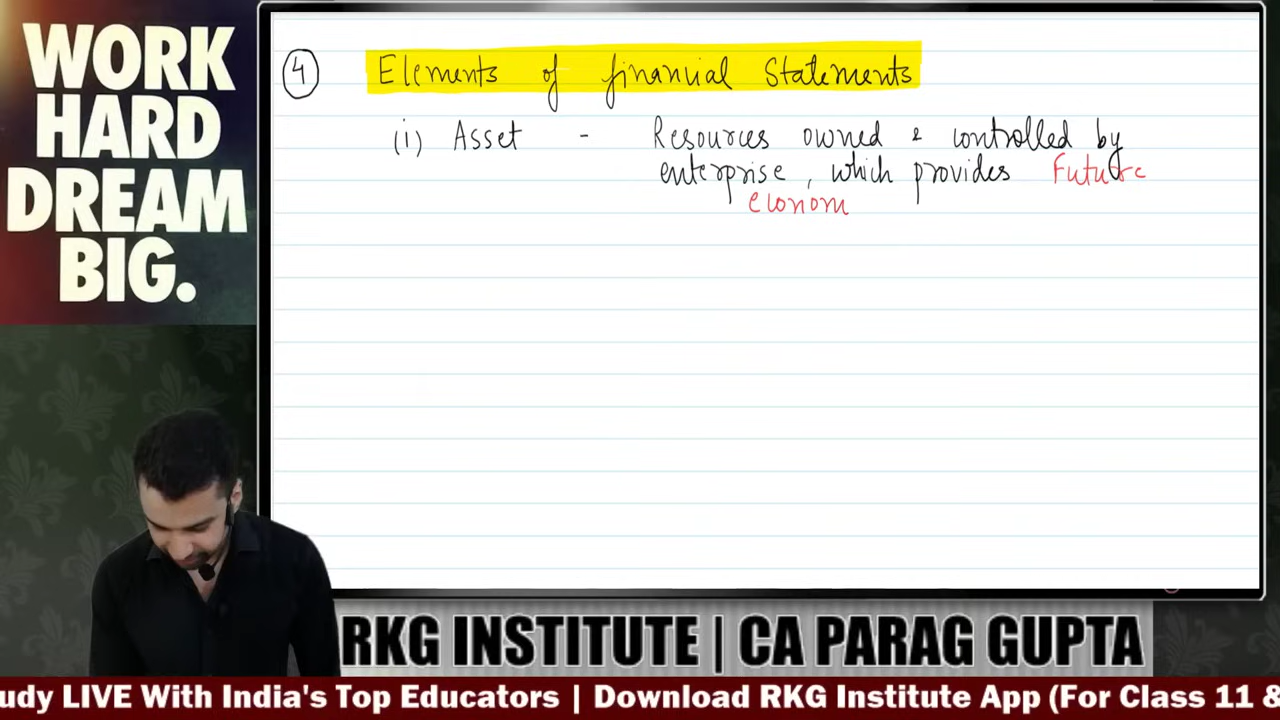 WORK
HARD
DREAM
BIG.
4 Elements of financial Statements
(i) Asset - Resources owned & controlled by
enterprise, which provides Future
econom
RKG INSTITUTE | CA PARAG GUPTA
udy LIVE With India's Top Educators | Download RKG Institute App (For Class 11 &